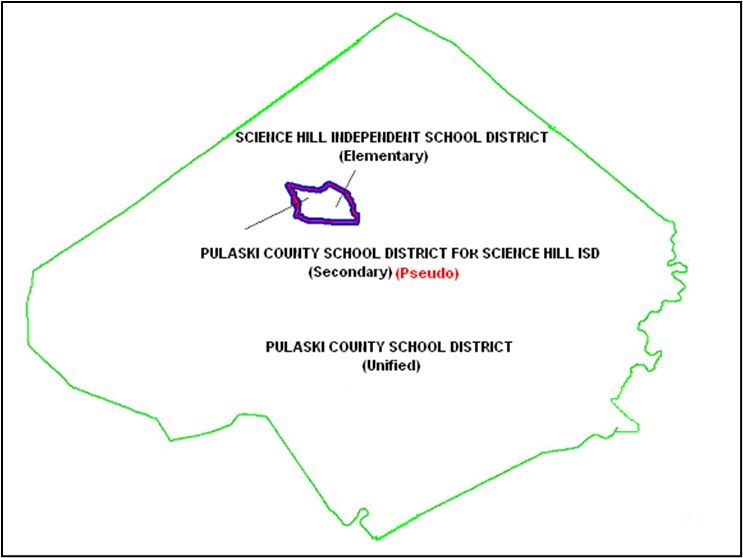 SCIENCE HILL INDEPENDENT SCHOOL DISTRICT
(Elementary)
PULASKI COUNTY SCHOOL DISTRICT FOR SCIENCE HILL ISD
(Secondary) (Pseudo)
PULASKI COUNTY SCHOOL DISTRICT
(Unified)